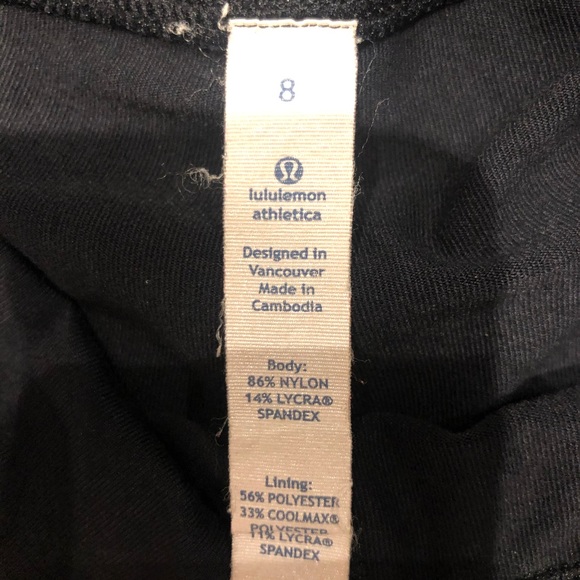 8
lululemon
athletica
Designed in
Vancouver
Made in
Cambodia
Body:
86% NYLON
14% LYCRA®
SPANDEX
Lining:
56% POLYESTER
33% COOLMAX®
POLYESTER
11% LYCRA®
SPANDEX